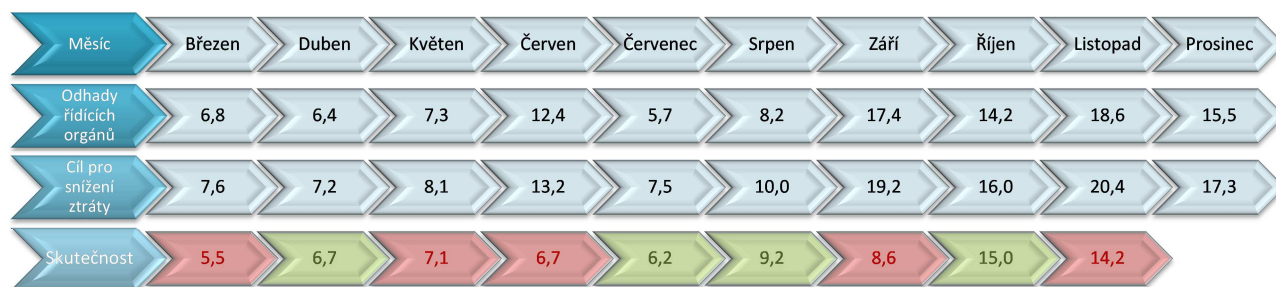 Měsíc Březen Duben Květen Červen Červenec Srpen Září Říjen Listopad Prosinec
Odhady
řídících
orgánů
6,8 6,4 7,3 12,4 5,7 8,2 17,4 14,2 18,6 15,5
Cíl pro
snížení
ztráty
7,6 7,2 8,1 13,2 7,5 10,0 19,2 16,0 20,4 17,3
Skutečnost 5,5 6,7 7,1 6,7 6,2 9,2 8,6 15,0 14,2